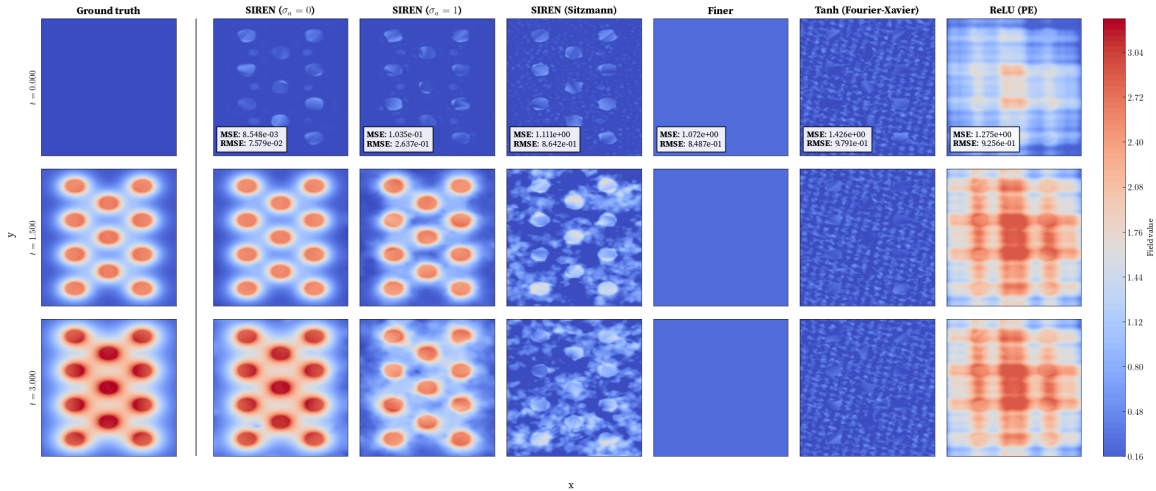 Ground truth
SIREN (σₐ = 0)
SIREN (σₐ = 1)
SIREN (Sitzmann)
Finer
Tanh (Fourier-Xavier)
ReLU (PE)
t = 0.000
MSE: 8.548e-03
RMSE: 7.579e-02
MSE: 1.035e-01
RMSE: 2.637e-01
MSE: 1.111e+00
RMSE: 8.642e-01
MSE: 1.072e+00
RMSE: 8.487e-01
MSE: 1.426e+00
RMSE: 9.791e-01
MSE: 1.275e+00
RMSE: 9.256e-01
t = 1.500
t = 3.000
y
x
3.04
2.72
2.40
2.08
1.76
1.44
1.12
0.80
0.48
0.16
Field value